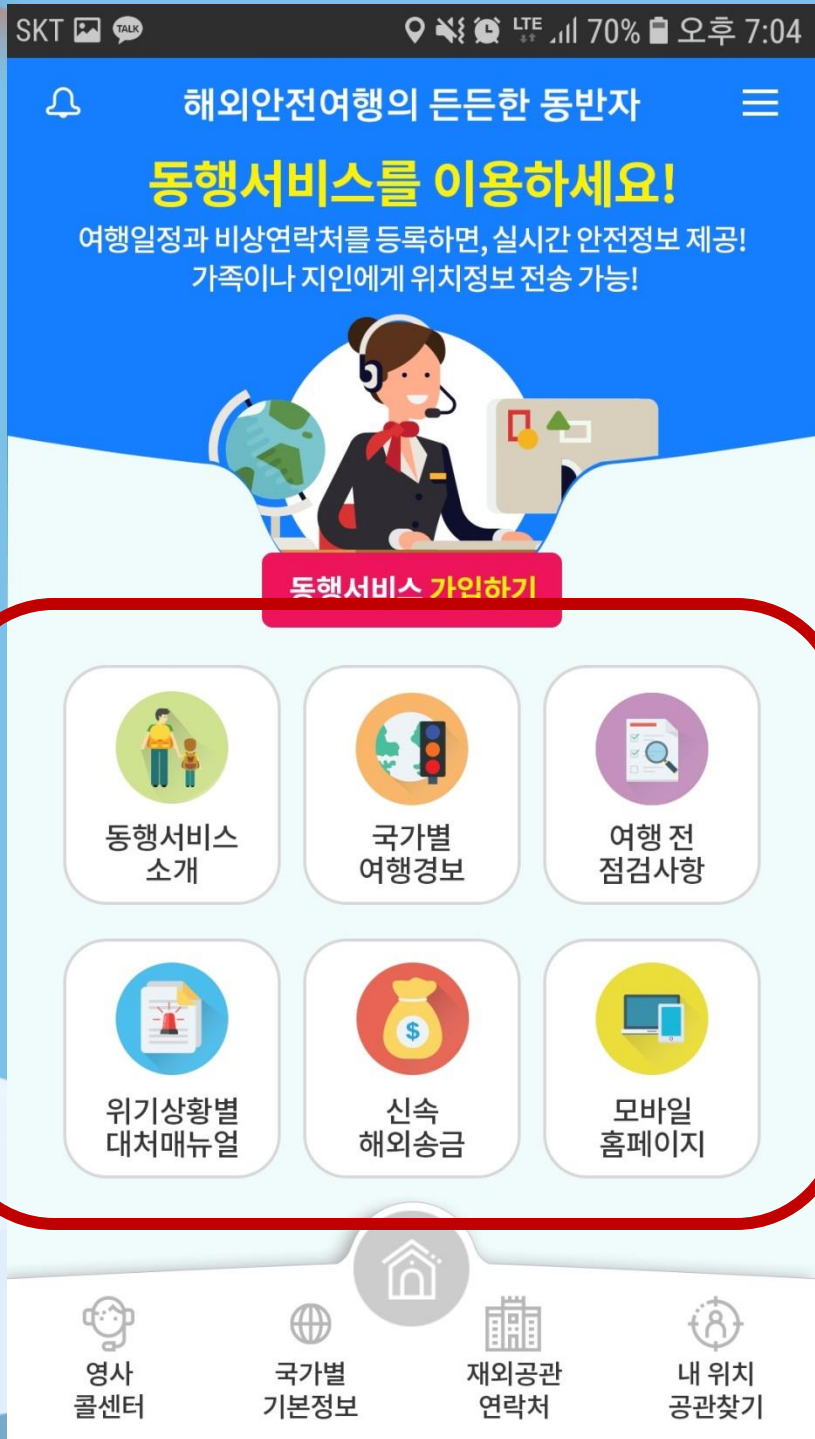 SKT TALK LTE 70% 오후 7:04
해외안전여행의 든든한 동반자
동행서비스를 이용하세요!
여행일정과 비상연락처를 등록하면, 실시간 안전정보 제공!
가족이나 지인에게 위치정보 전송 가능!
동행서비스 가입하기
동행서비스
소개
국가별
여행경보
여행 전
점검사항
위기상황별
대처매뉴얼
$
신속
해외송금
모바일
홈페이지
영사
콜센터
국가별
기본정보
재외공관
연락처
내 위치
공관찾기